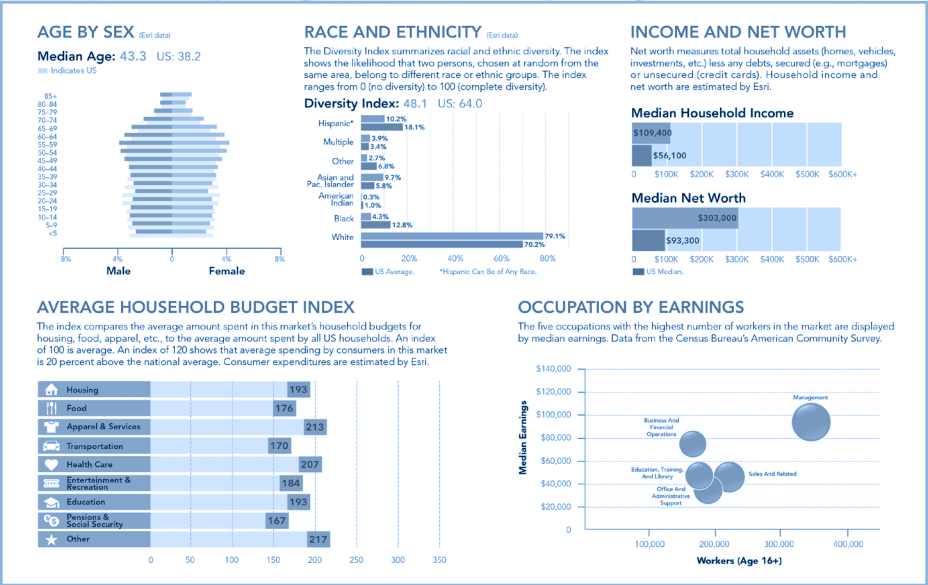 AGE BY SEX (Esri data)
Median Age: 43.3 US: 38.2
Indicates US
85+
80–84
75–79
70–74
65–69
60–64
55–59
50–54
45–49
40–44
35–39
30–34
25–29
20–24
15–19
10–14
5–9
<5
8% 4% 0 4% 8%
Male Female
RACE AND ETHNICITY (Esri data)
The Diversity Index summarizes racial and ethnic diversity. The index
shows the likelihood that two persons, chosen at random from the
same area, belong to different race or ethnic groups. The index
ranges from 0 (no diversity) to 100 (complete diversity).
Diversity Index: 48.1 US: 64.0
Hispanic* 10.2%
18.1%
Multiple 3.9%
3.4%
Other 2.7%
6.8%
Asian and
Pac. Islander 9.7%
5.8%
American
Indian 0.3%
1.0%
Black 4.3%
12.8%
White 79.1%
70.2%
0 20% 40% 60% 80%
US Average. *Hispanic Can Be of Any Race.
INCOME AND NET WORTH
Net worth measures total household assets (homes, vehicles,
investments, etc.) less any debts, secured (e.g., mortgages)
or unsecured (credit cards). Household income and
net worth are estimated by Esri.
Median Household Income
$109,400
$56,100
0 $100K $200K $300K $400K $500K $600K+
Median Net Worth
$303,000
$93,300
0 $100K $200K $300K $400K $500K $600K+
US Median.
AVERAGE HOUSEHOLD BUDGET INDEX
The index compares the average amount spent in this market's household budgets for
housing, food, apparel, etc., to the average amount spent by all US households. An index
of 100 is average. An index of 120 shows that average spending by consumers in this market
is 20 percent above the national average. Consumer expenditures are estimated by Esri.
Housing 193
Food 176
Apparel & Services 213
Transportation 170
Health Care 207
Entertainment &
Recreation 184
Education 193
Pensions &
Social Security 167
Other 217
0 50 100 150 200 250 300 350
OCCUPATION BY EARNINGS
The five occupations with the highest number of workers in the market are displayed
by median earnings. Data from the Census Bureau's American Community Survey.
Median Earnings
$140,000
$120,000
$100,000
$80,000
$60,000
$40,000
$20,000
0
Management
Business And
Financial
Operations
Education, Training,
And Library
Sales And Related
Office And
Administrative
Support
100,000 200,000 300,000 400,000
Workers (Age 16+)